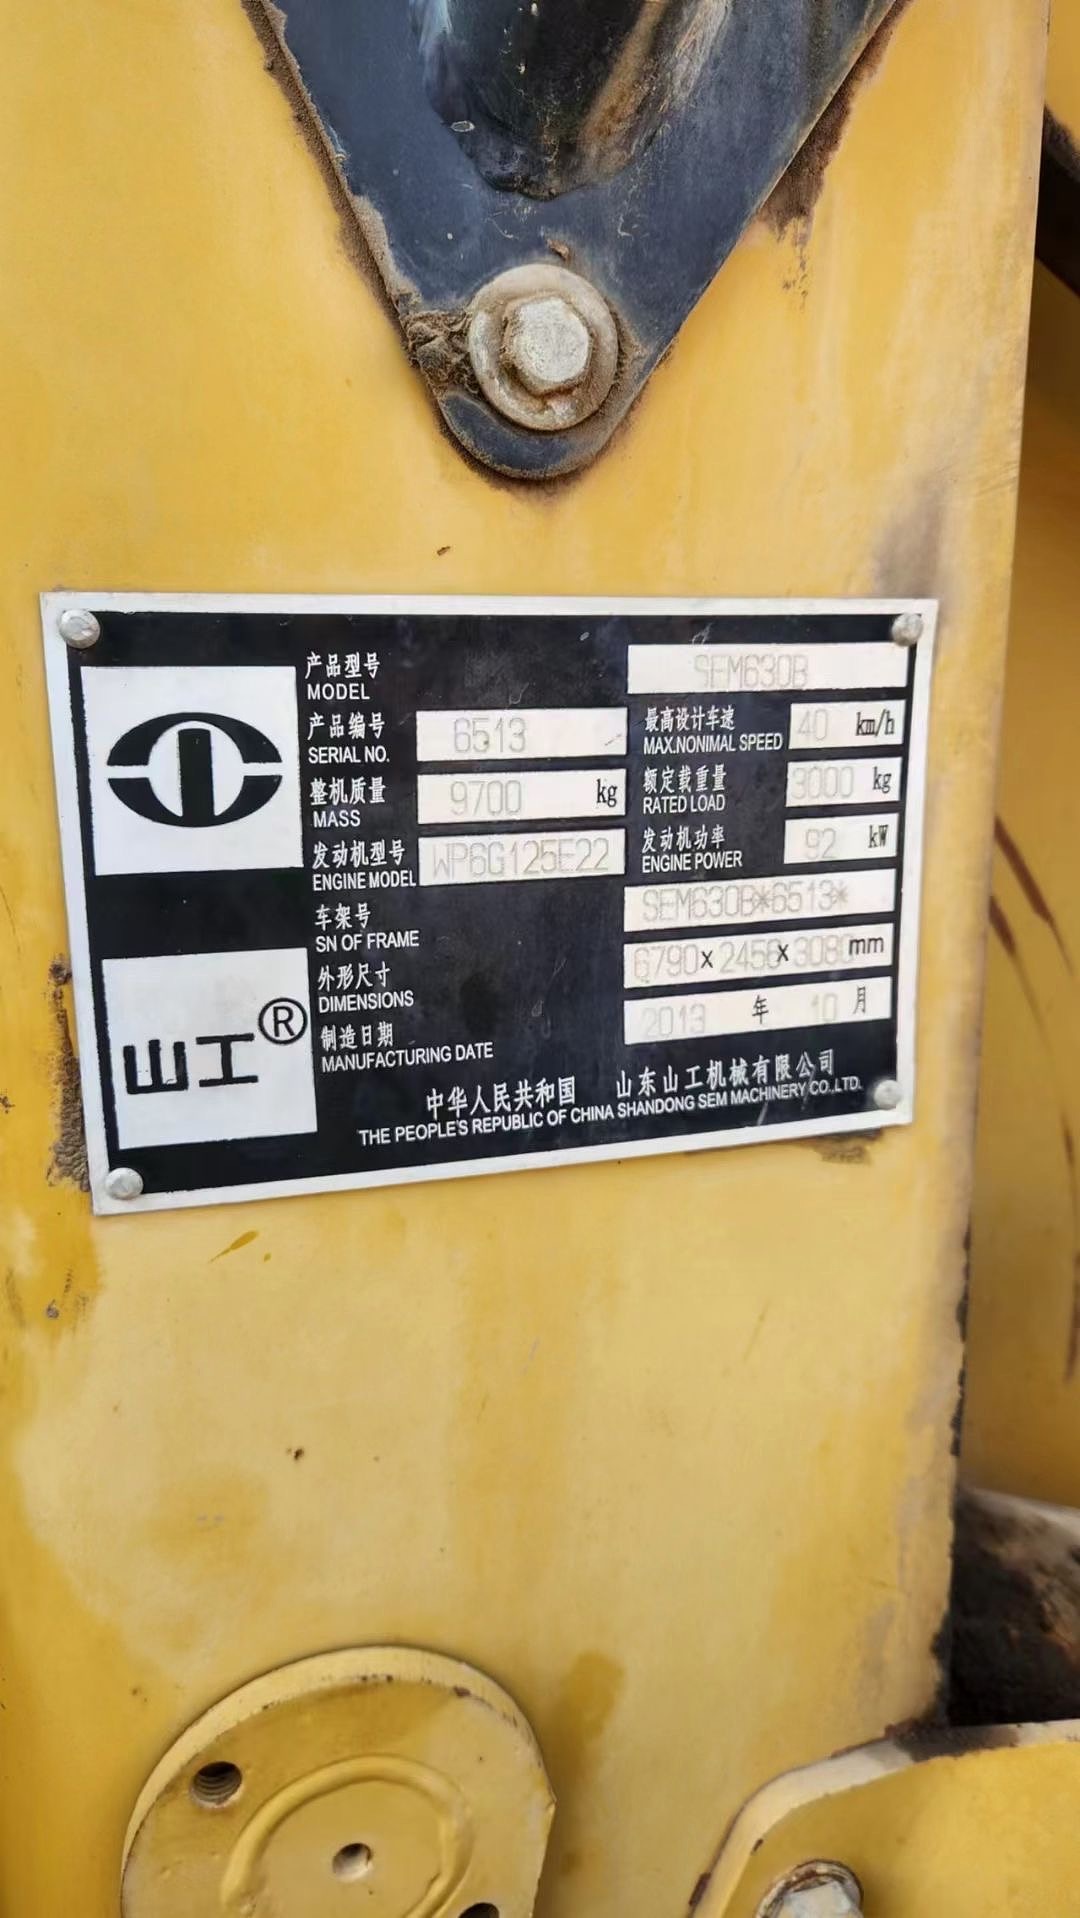 产品型号 SEM630B
MODEL
产品编号 6513 最高设计车速 40 km/h
SERIAL NO. MAX.NONIMAL SPEED
整机质量 9700 kg 额定载重量 3000 kg
MASS RATED LOAD
发动机型号 WP6G125E22 发动机功率 92 kW
ENGINE MODEL ENGINE POWER
车架号 SEM630B*6513*
SN OF FRAME
外形尺寸 6790x2456x3080mm
DIMENSIONS
制造日期 2013 年 10 月
MANUFACTURING DATE
山工®
中华人民共和国 山东山工机械有限公司
THE PEOPLE'S REPUBLIC OF CHINA SHANDONG SEM MACHINERY CO.,LTD.